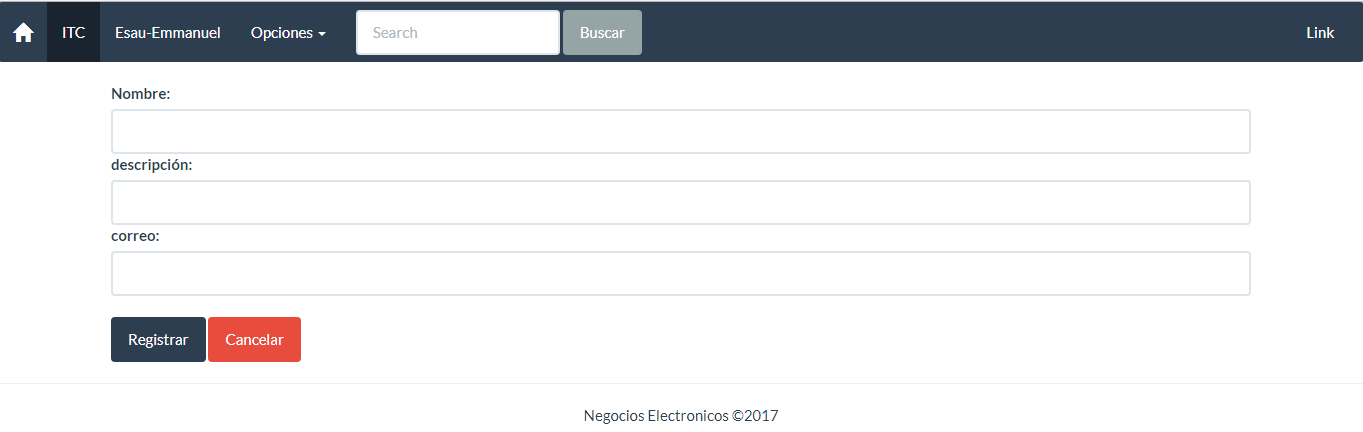 ITC Esau-Emmanuel Opciones Search Buscar Link
Nombre:
descripción:
correo:
Registrar Cancelar
Negocios Electronicos ©2017